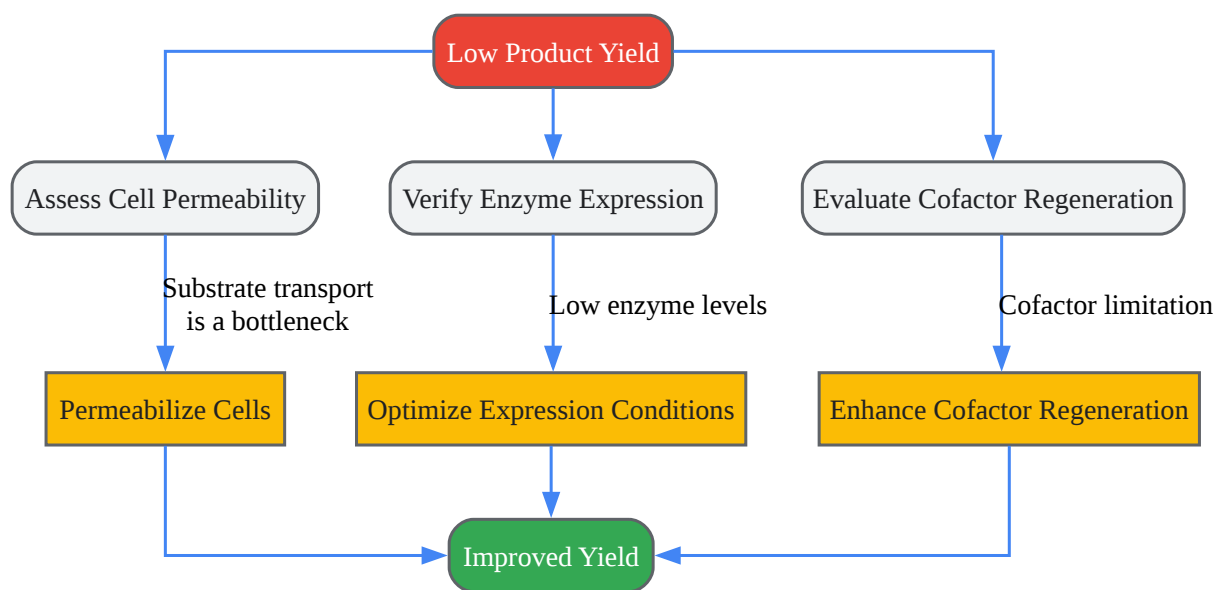 Low Product Yield
Assess Cell Permeability
Verify Enzyme Expression
Evaluate Cofactor Regeneration
Substrate transport
is a bottleneck
Low enzyme levels
Cofactor limitation
Permeabilize Cells
Optimize Expression Conditions
Enhance Cofactor Regeneration
Improved Yield